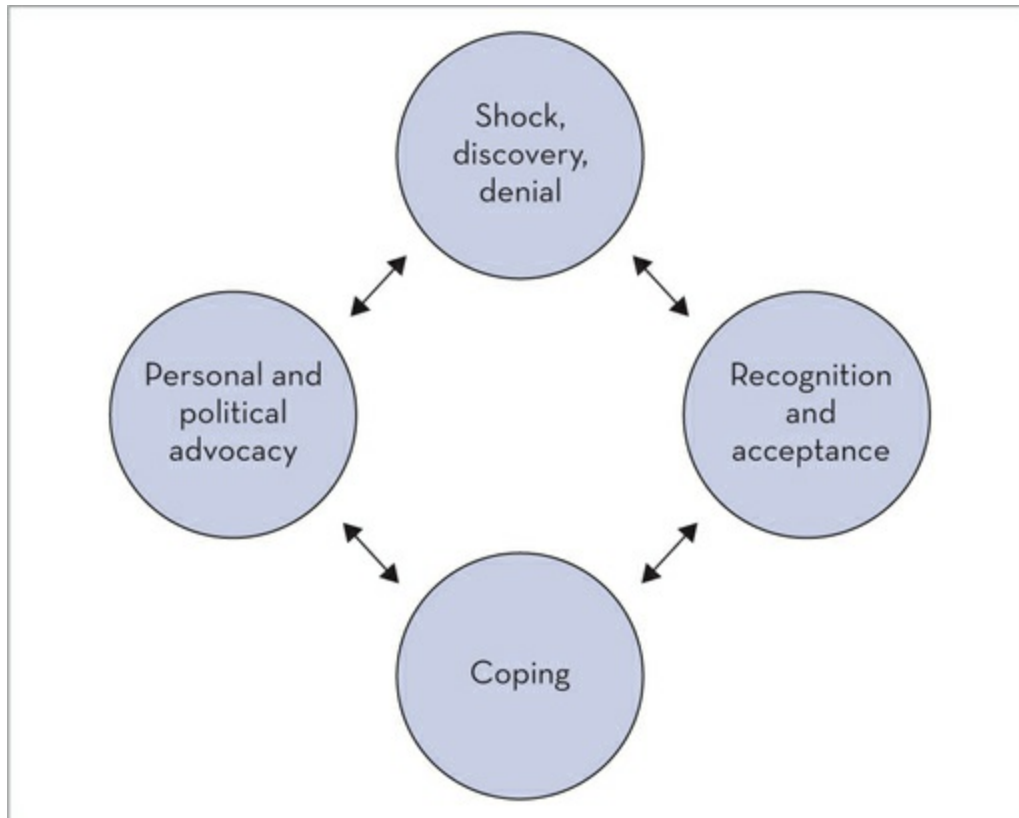 Shock,
discovery,
denial
Personal and
political
advocacy
Recognition
and
acceptance
Coping